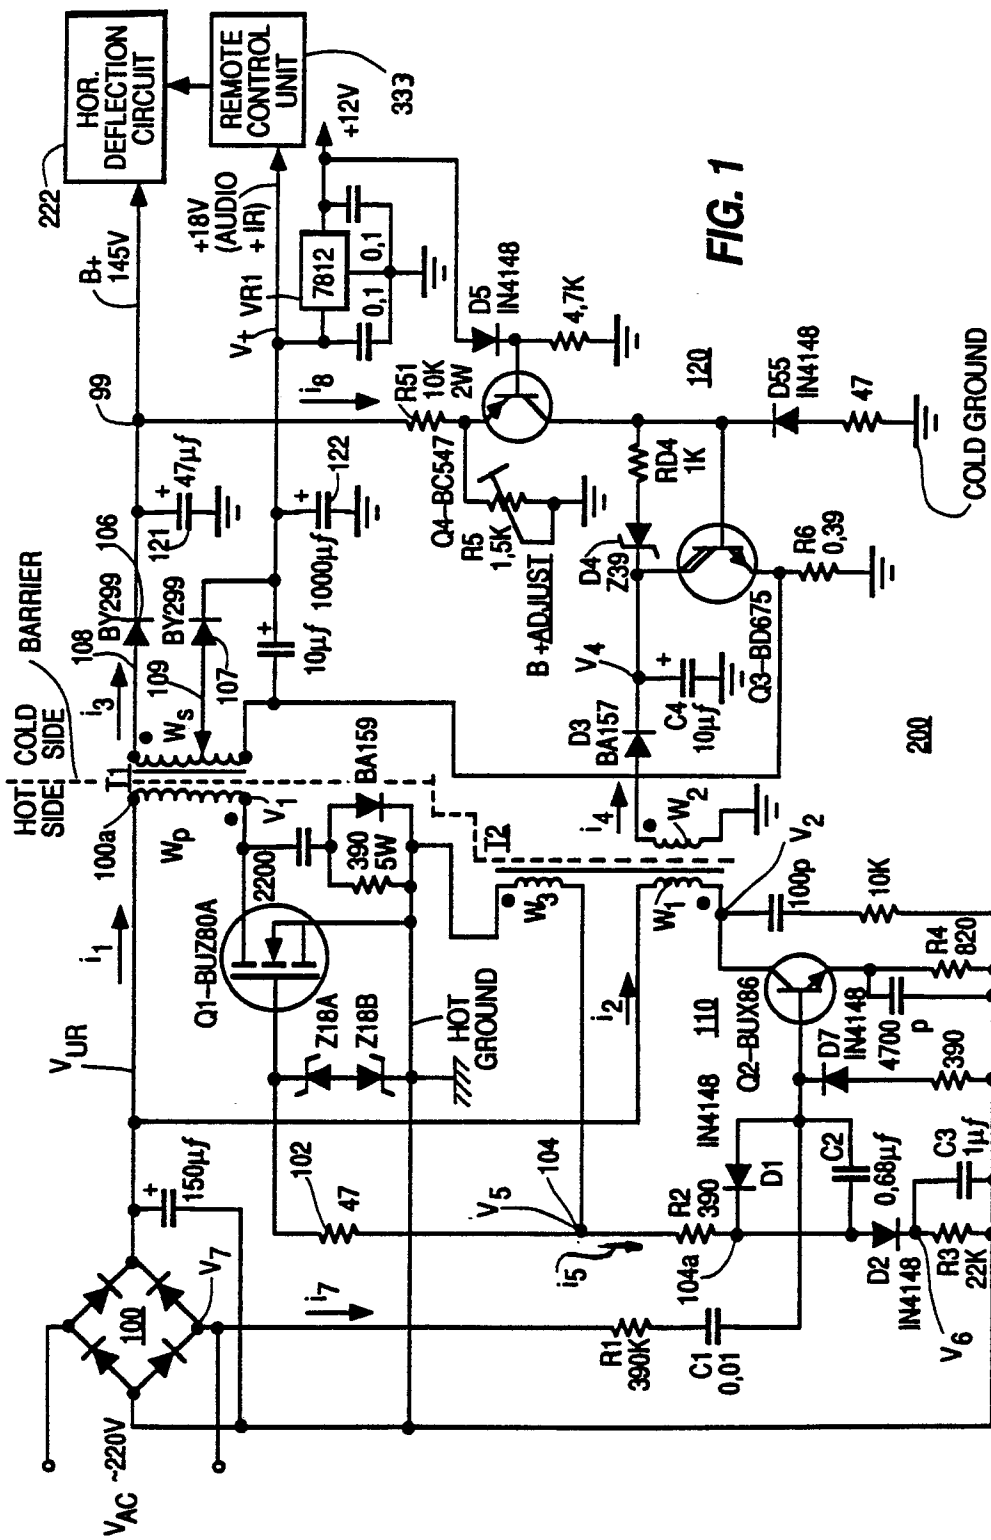 HOR.
DEFLECTION
CIRCUIT
222
REMOTE
CONTROL
UNIT
333
B+
145V
99
+18V
(AUDIO
+ IR)
V+
VR1
7812
0,1
0,1
+12V
FIG. 1
i8
R51
10K
2W
D5
IN4148
4,7K
120
D55
IN4148
47
COLD GROUND
47µf
+
121
106
BY299
108
BARRIER
BY299
107
109
i3
+
122
1000µf
+
10µf
Q4-BC547
R5
1,5K
B +ADJUST
RD4
1K
D4
Z39
V4
Q3-BD675
R6
0,39
+
C4
10µf
D3
BA157
i4
W2
200
Ws
COLD
SIDE
HOT
SIDE
T1
100a
Wp
V1
BA159
390
5W
2200
T2
W3
W1
V2
100p
10K
i1
Q1-BUZ80A
VUR
Z18A
Z18B
HOT
GROUND
i2
110
Q2-BUX86
R4
820
4700
p
D7
IN4148
390
+
150µf
102
47
V5
104
i5
R2
390
IN4148
D1
104a
C2
0,68µf
D2
IN4148
C3
1µf
R3
22K
V6
100
V7
i7
R1
390K
C1
0,01
VAC ~220V